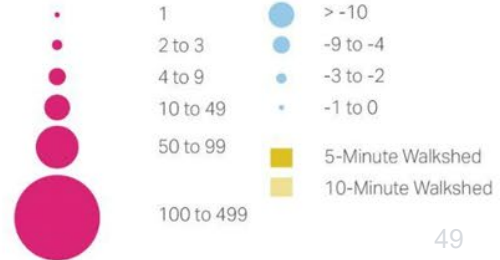 1
2 to 3
4 to 9
10 to 49
50 to 99
100 to 499
> -10
-9 to -4
-3 to -2
-1 to 0
5-Minute Walkshed
10-Minute Walkshed
49